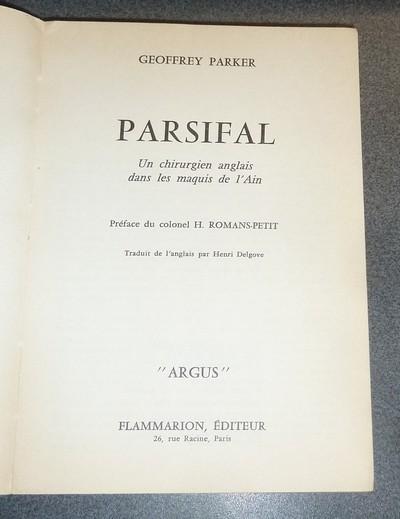 GEOFFREY PARKER
PARSIFAL
Un chirurgien anglais
dans les maquis de l'Ain
Préface du colonel H. ROMANS-PETIT
Traduit de l'anglais par Henri Delgove
"ARGUS"
FLAMMARION, ÉDITEUR
26, rue Racine, Paris